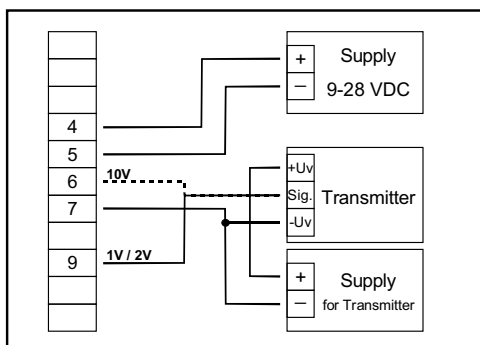 4
5
6
7
9
10V
1V / 2V
+
–
Supply
9-28 VDC
+Uv
Sig.
-Uv
Transmitter
+
–
Supply
for Transmitter